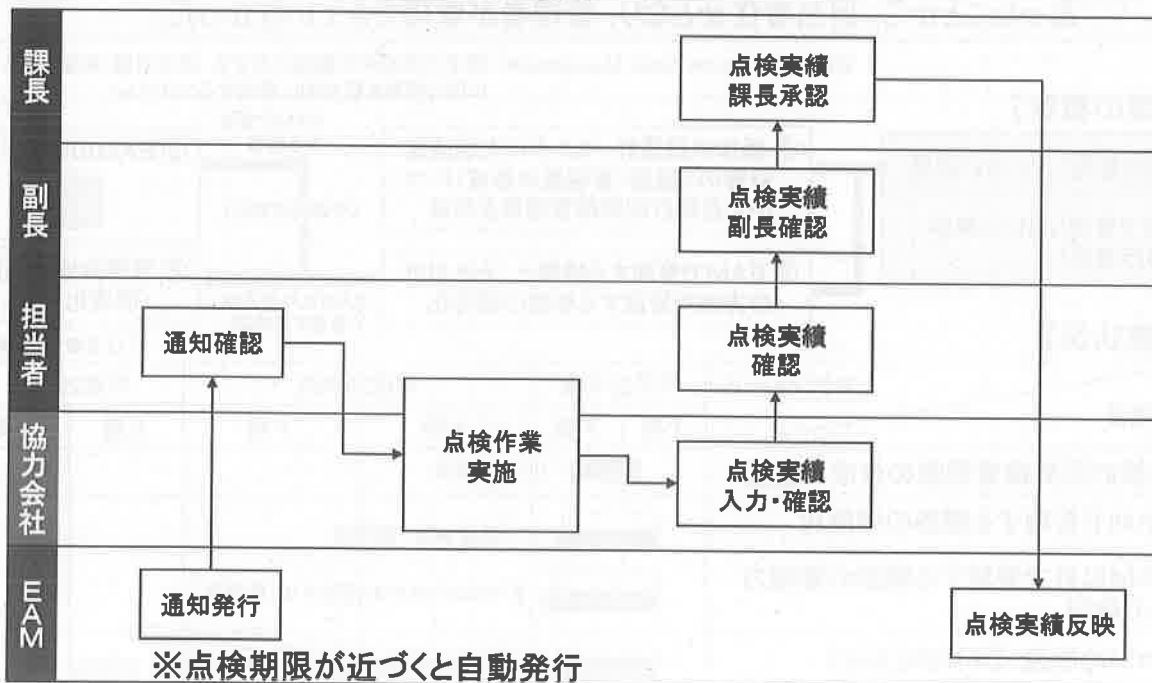 課長
点検実績
課長承認
副長
点検実績
副長確認
担当者
通知確認
点検実績
確認
協力会社
点検作業
実施
点検実績
入力・確認
EAM
通知発行
点検実績反映
※点検期限が近づくと自動発行